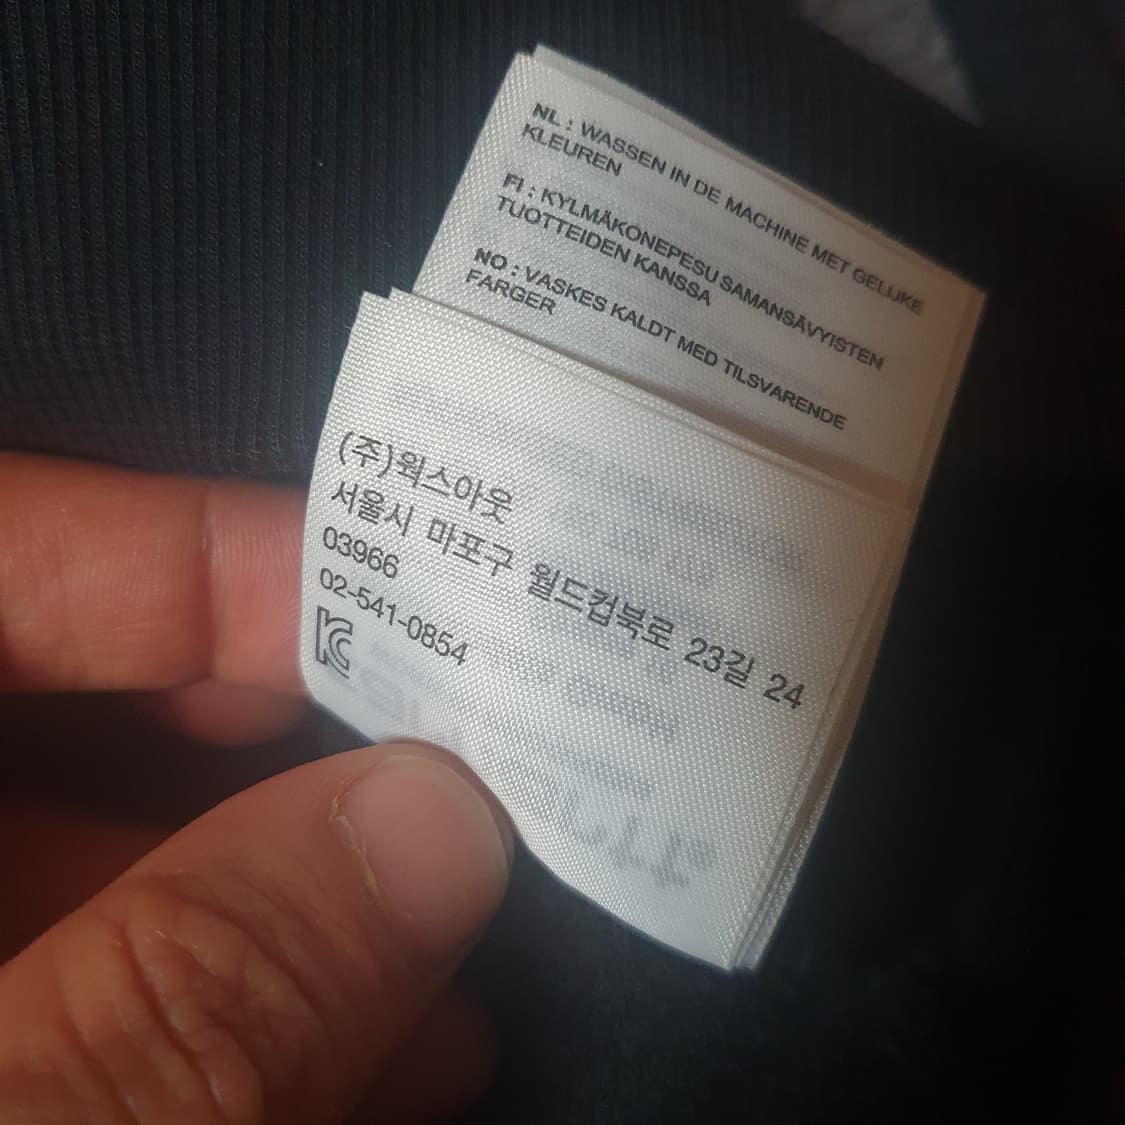 NL : WASSEN IN DE MACHINE MET GELIJKE
KLEUREN
FI : KYLMÄKONEPESU SAMANSÄVYISTEN
TUOTTEIDEN KANSSA
NO : VASKES KALDT MED TILSVARENDE
FARGER
(주)웍스아웃
서울시 마포구 월드컵북로 23길 24
03966
02-541-0854
KC